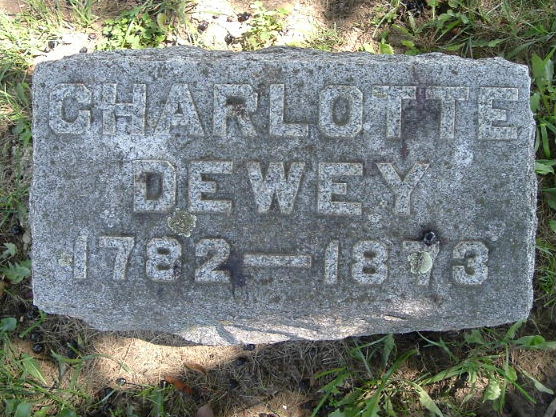 CHARLOTTE
DEWEY
1782 — 1873